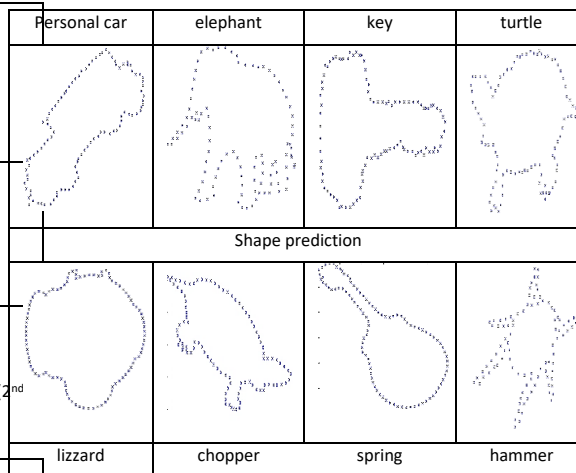 Personal car elephant key turtle
Shape prediction
2nd
lizzard chopper spring hammer